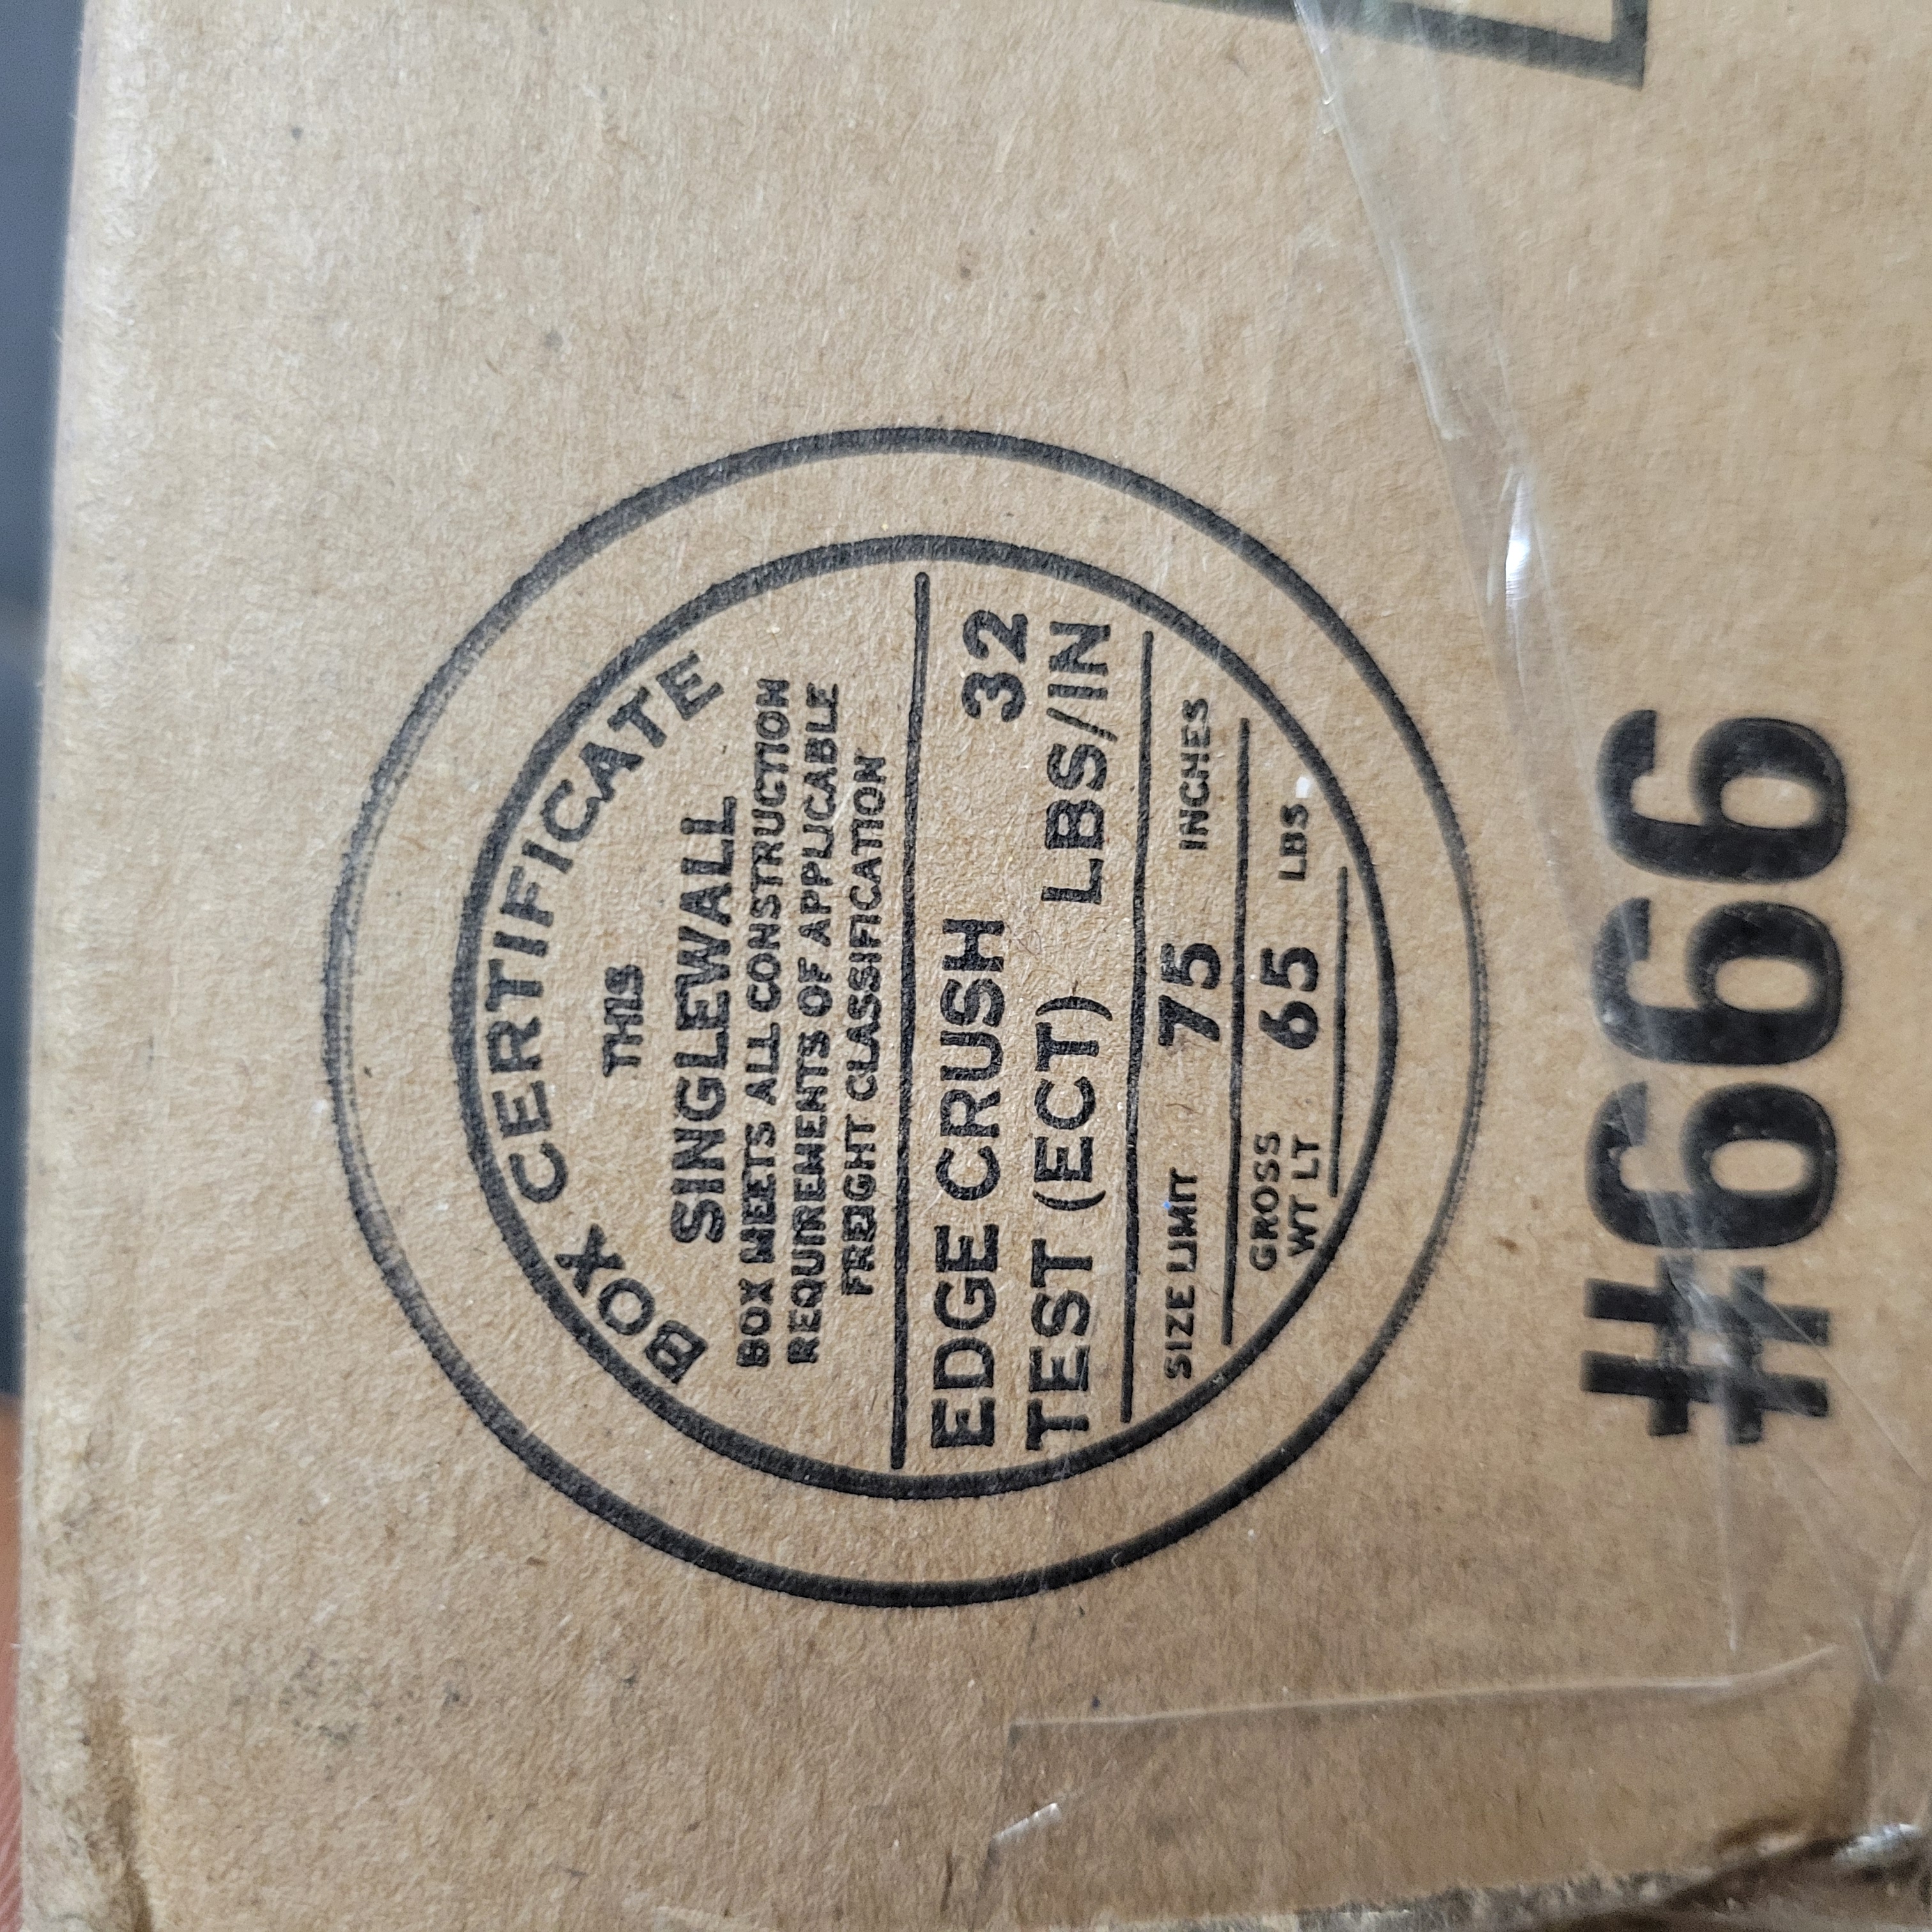 BOX CERTIFICATE
THIS
SINGLEWALL
BOX MEETS ALL CONSTRUCTION
REQUIREMENTS OF APPLICABLE
FREIGHT CLASSIFICATION
EDGE CRUSH 32
TEST (ECT) LBS/IN
SIZE LIMIT 75 INCHES
GROSS
WT LT 65 LBS
#666